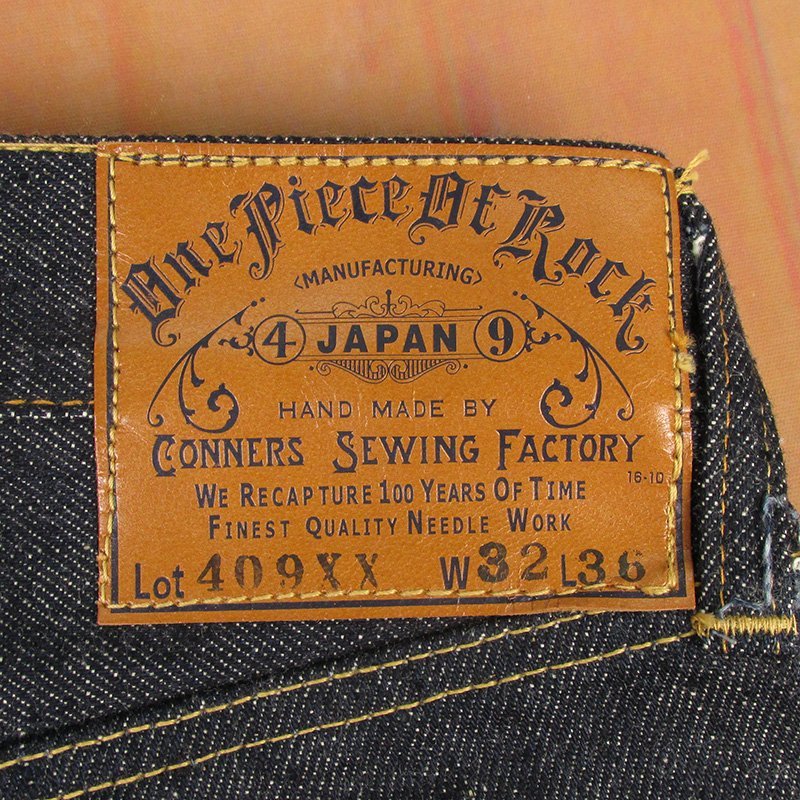 One Piece Of Rock
<MANUFACTURING>
4 JAPAN 9
HAND MADE BY
CONNERS SEWING FACTORY
16-10
WE RECAPTURE 100 YEARS OF TIME
FINEST QUALITY NEEDLE WORK
Lot 409XX W32 L36